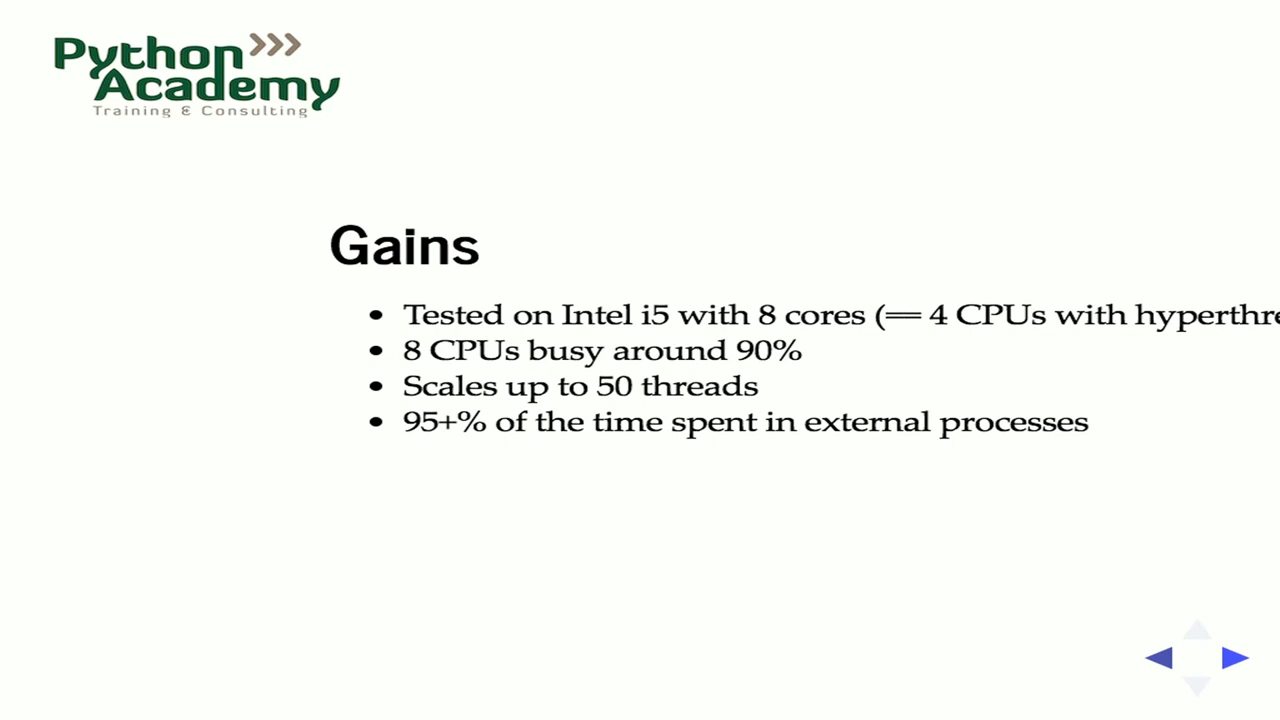 Python
Academy
Training & Consulting
Gains
• Tested on Intel i5 with 8 cores (== 4 CPUs with hyperthre
• 8 CPUs busy around 90%
• Scales up to 50 threads
• 95+% of the time spent in external processes